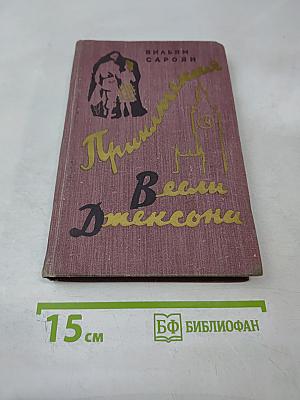 ВИЛЬЯМ
САРОЯН
Приключения
Весли
Джексона
15 см
БФ БИБЛИОФАН